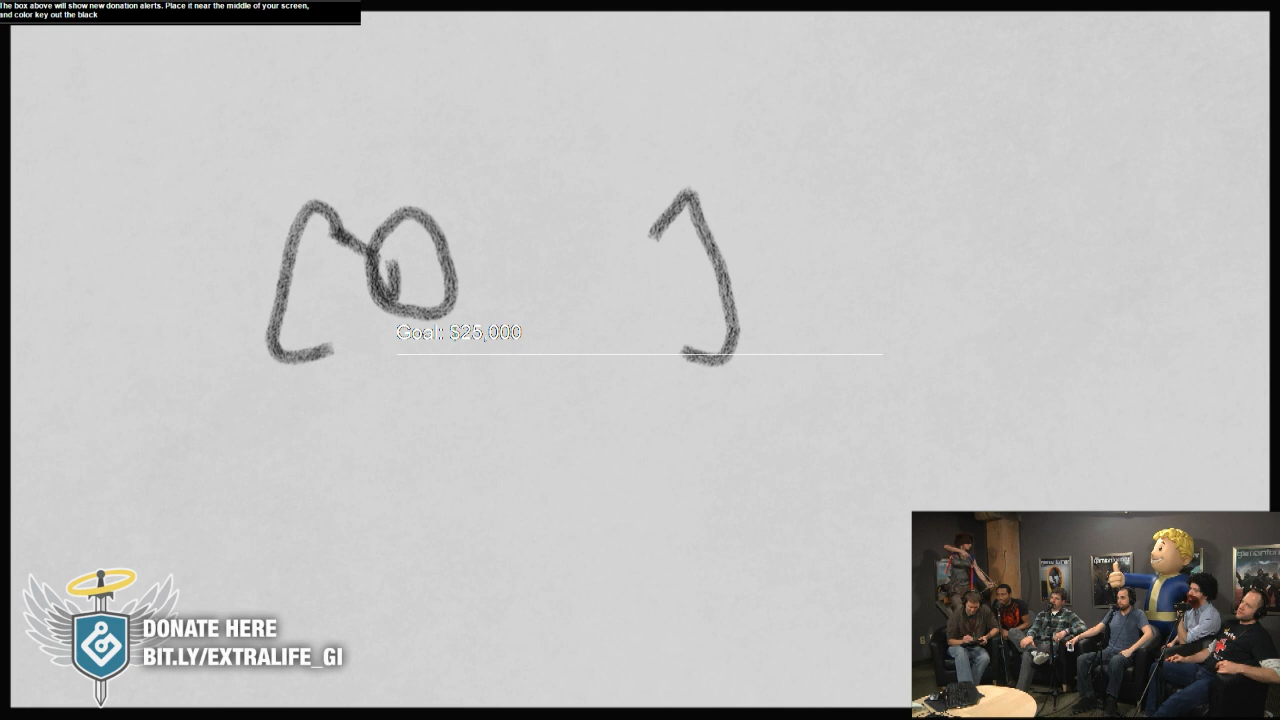 The box above will show new donation alerts. Place it near the middle of your screen,
and color key out the black
Goal: $25,000
DONATE HERE
BIT.LY/EXTRALIFE_GI